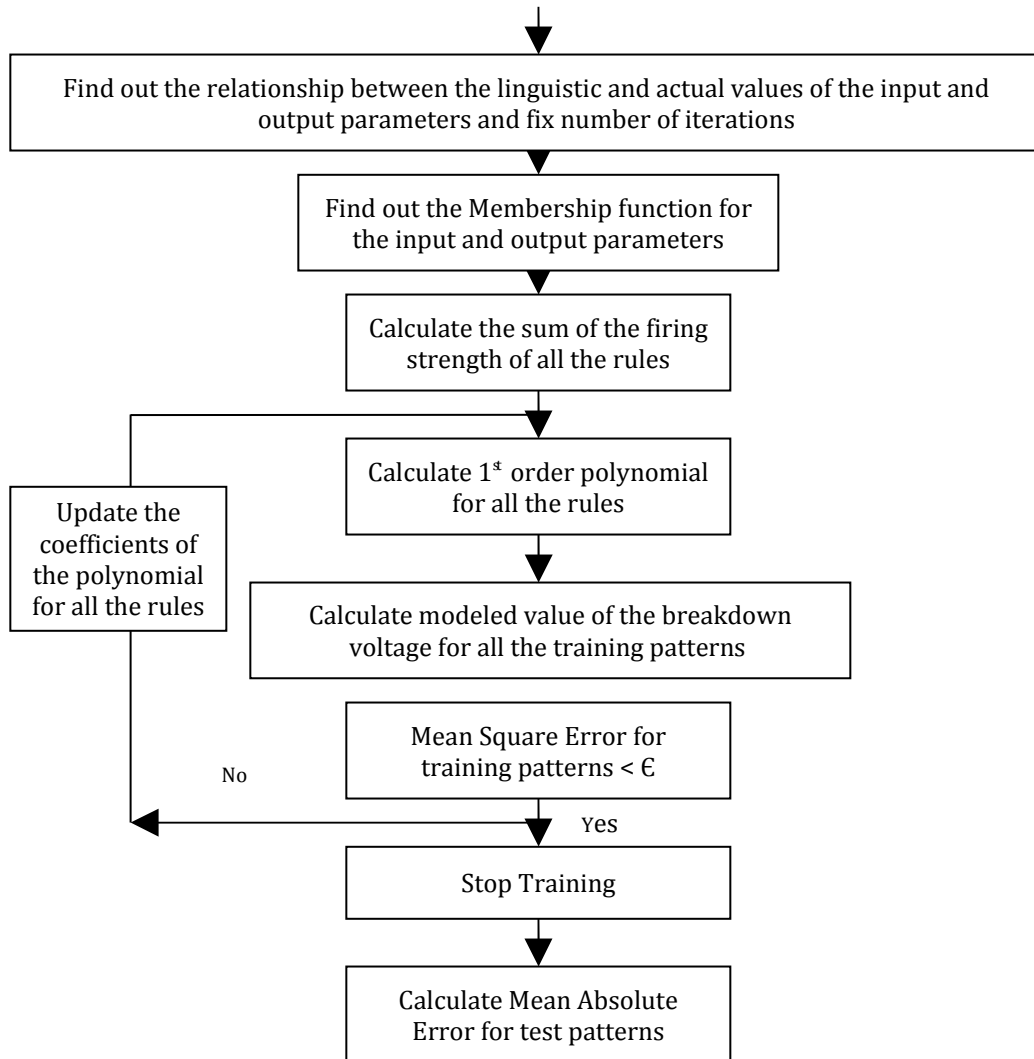 Find out the relationship between the linguistic and actual values of the input and
output parameters and fix number of iterations
Find out the Membership function for
the input and output parameters
Calculate the sum of the firing
strength of all the rules
Calculate 1st order polynomial
for all the rules
Update the
coefficients of
the polynomial
for all the rules
Calculate modeled value of the breakdown
voltage for all the training patterns
Mean Square Error for
training patterns < Є
No
Yes
Stop Training
Calculate Mean Absolute
Error for test patterns